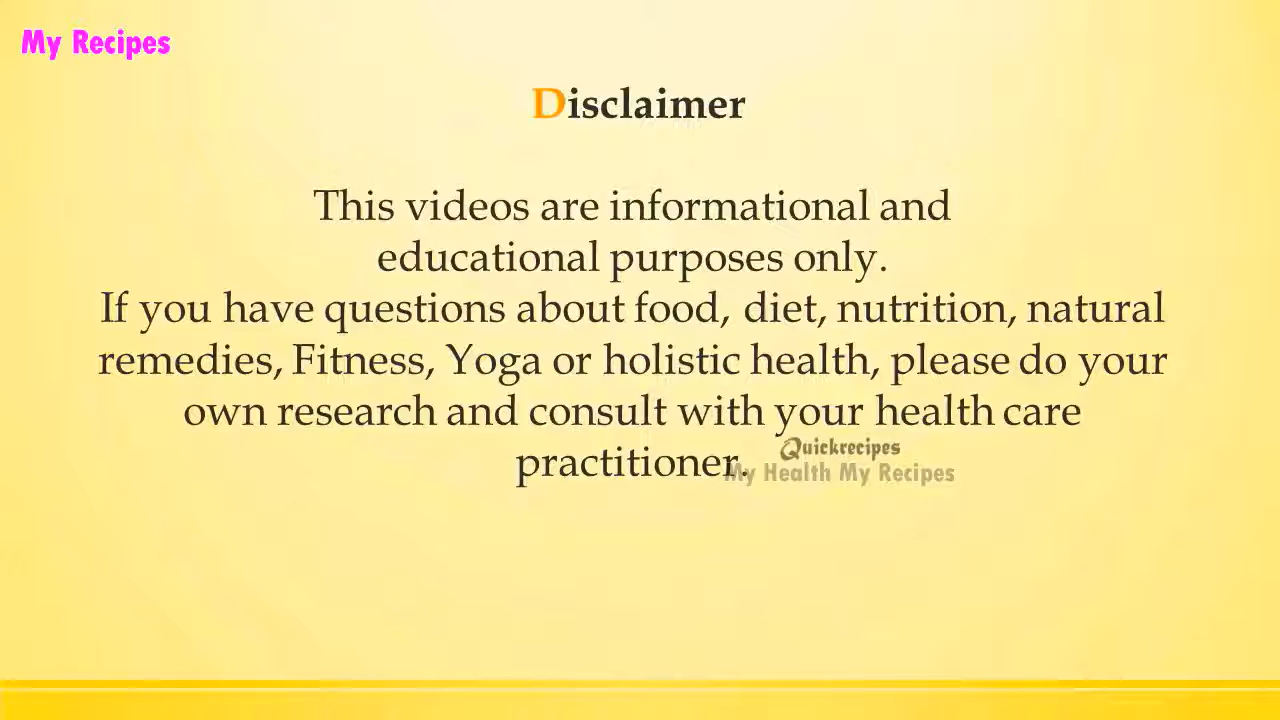 My Recipes
Disclaimer
This videos are informational and
educational purposes only.
If you have questions about food, diet, nutrition, natural
remedies, Fitness, Yoga or holistic health, please do your
own research and consult with your health care
practitioner.
Quickrecipes
My Health My Recipes